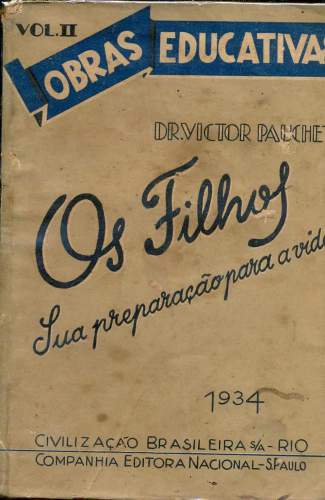 VOL. II
OBRAS EDUCATIVAS
DR. VICTOR PAUCHE
Os Filhos
Sua preparação para a vida
1934
CIVILIZAÇÃO BRASILEIRA S/A - RIO
COMPANHIA EDITORA NACIONAL - S. PAULO